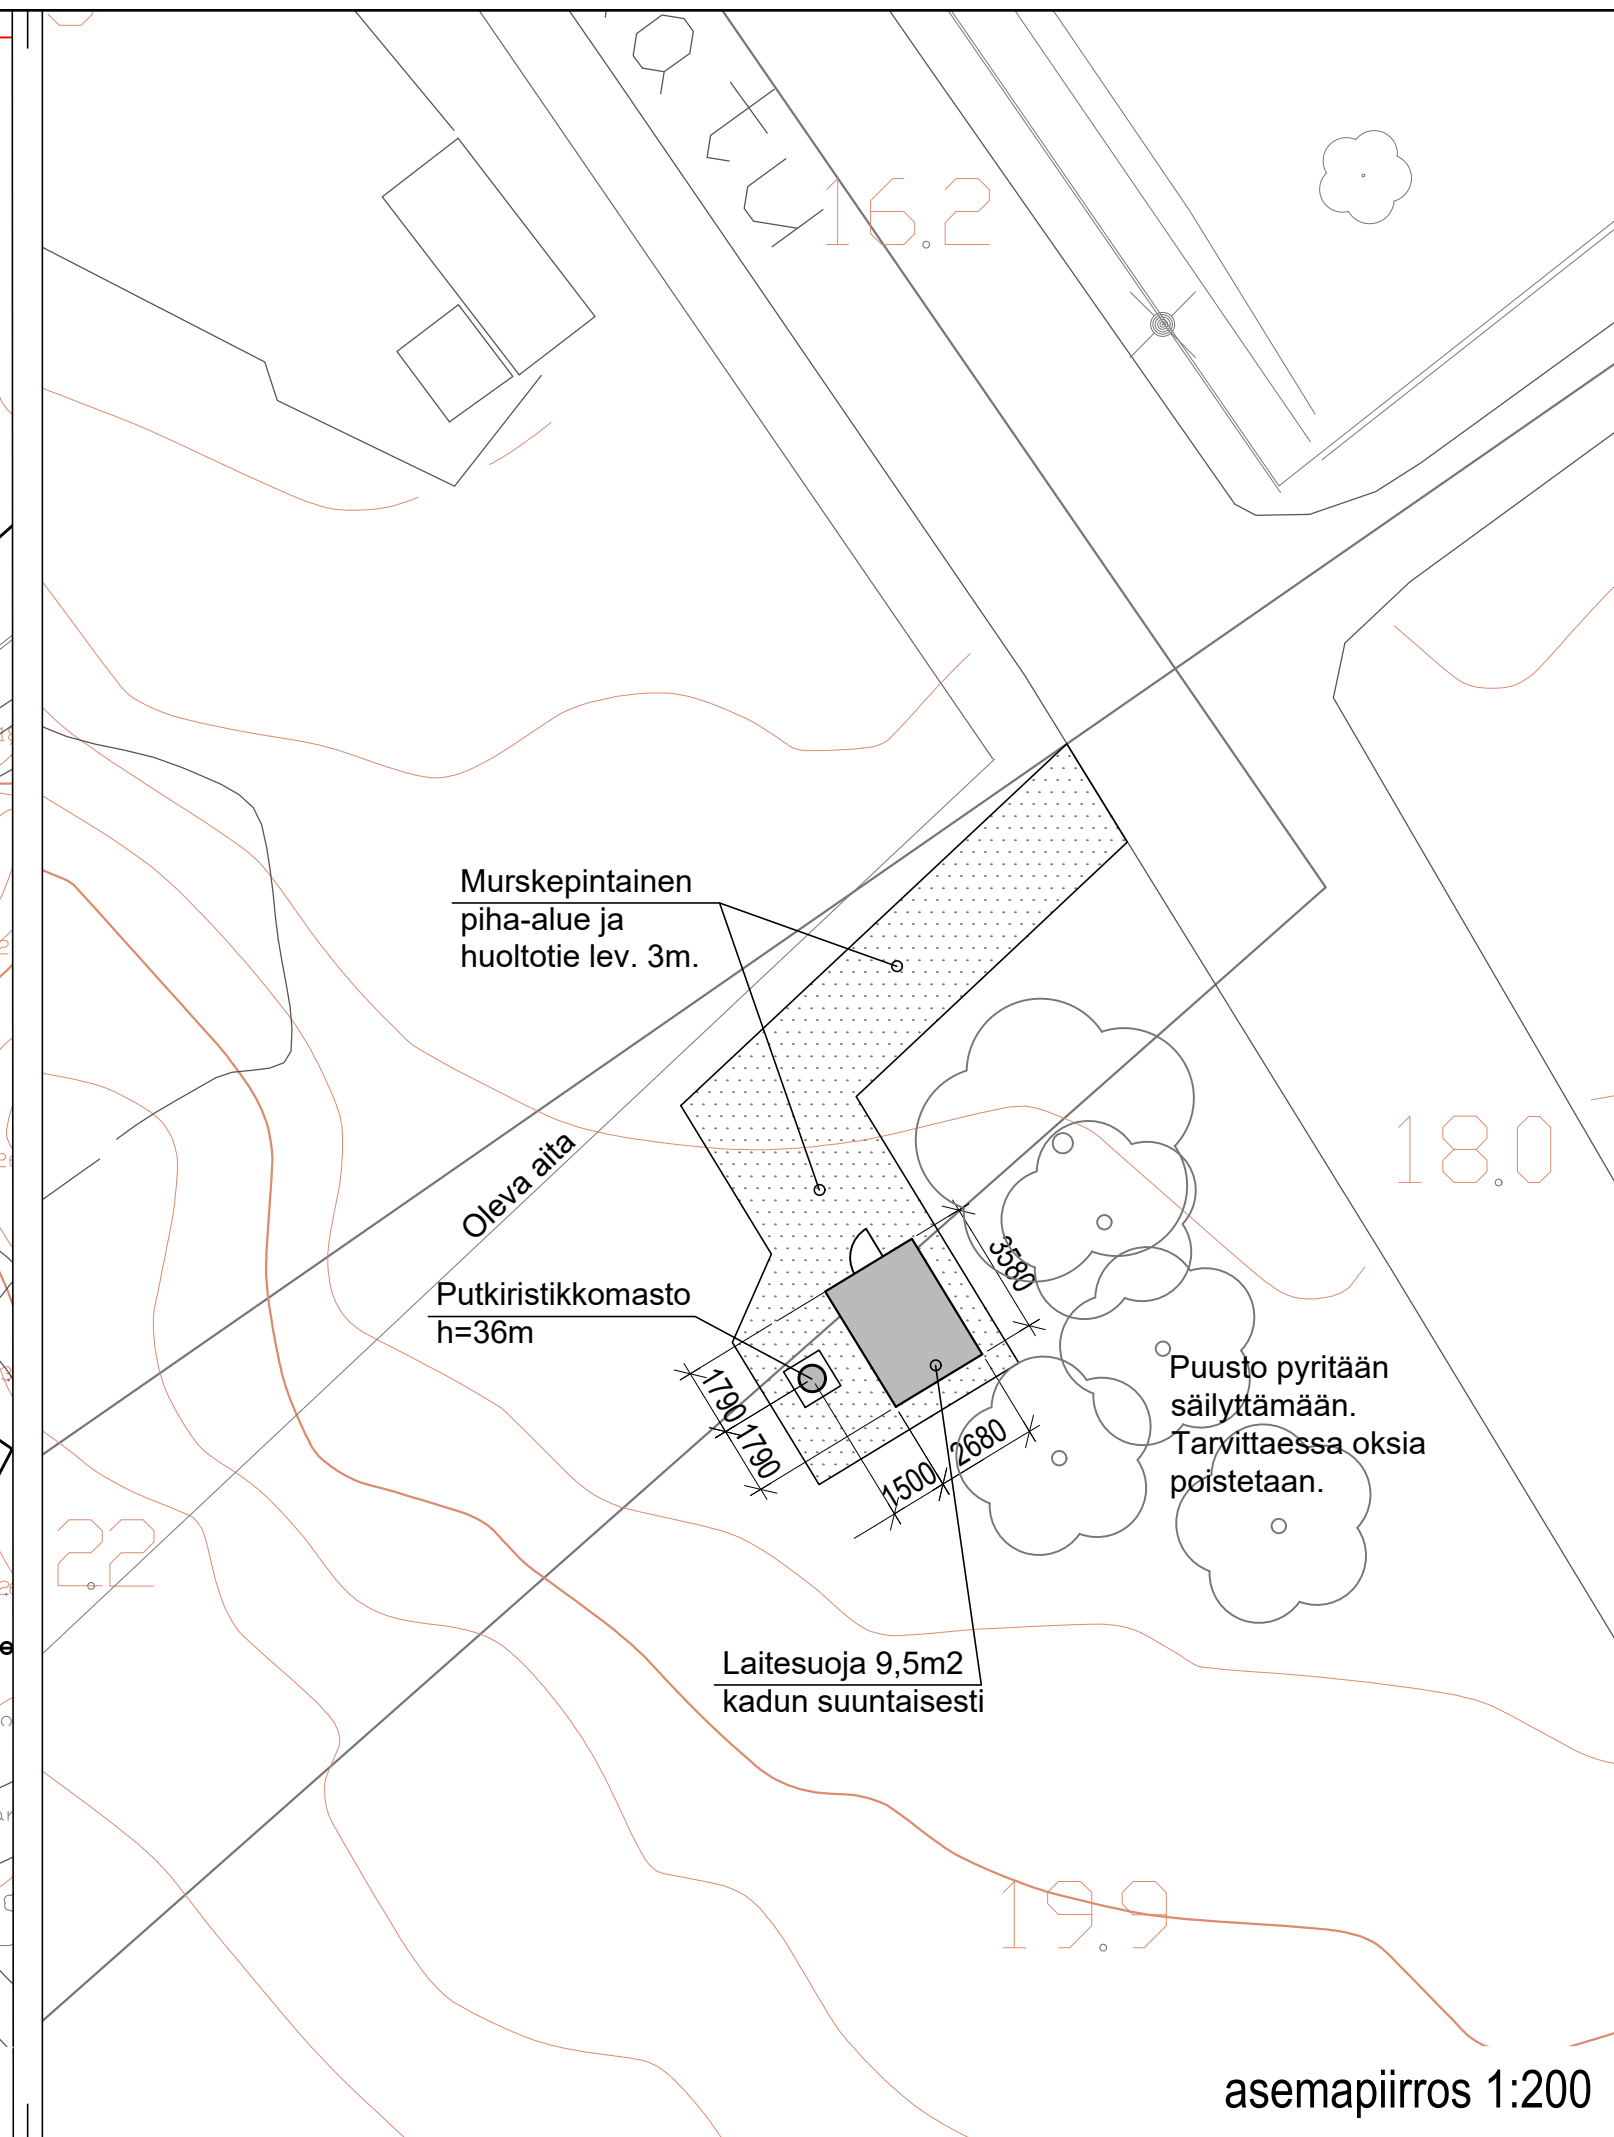 16.2
Murskepintainen
piha-alue ja
huoltotie lev. 3m.
Oleva aita
18.0
3580
Putkiristikkomasto
h=36m
1790
1790
1500
2680
Puusto pyritään
säilyttämään.
Tarvittaessa oksia
poistetaan.
22
Laitesuoja 9,5m2
kadun suuntaisesti
19.9
asemapiirros 1:200